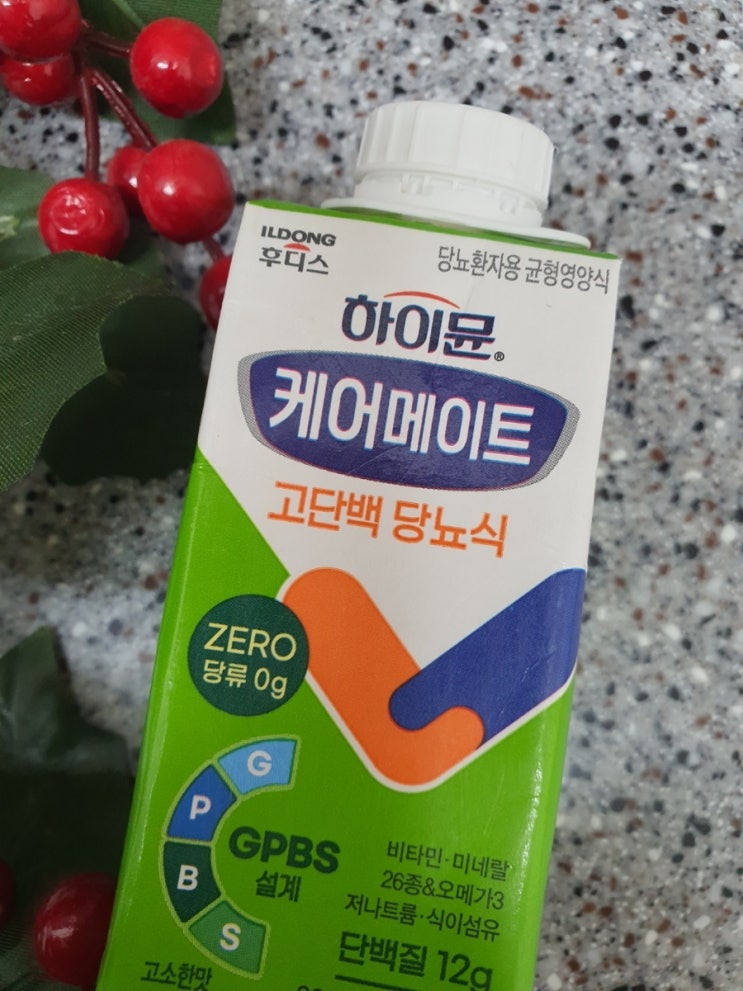 ILDONG
후디스
당뇨환자용 균형영양식
하이뮨®
케어메이트
고단백 당뇨식
ZERO
당류 0g
G
P
B
S
GPBS
설계
비타민·미네랄
26종&오메가3
저나트륨·식이섬유
단백질 12g
고소한맛